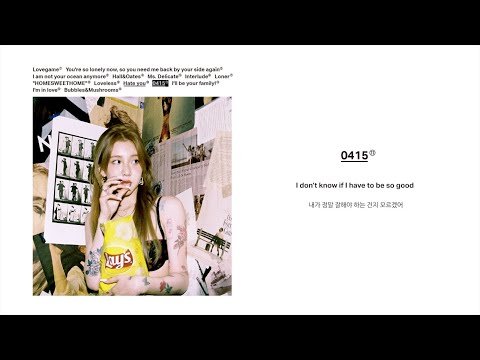 Lovegame® You're so lonely now, so you need me back by your side again®
I am not your ocean anymore® Hall&Oates® Ms. Delicate® Interlude® Loner®
"HOMESWEETHOME"® Loveless® Hate you® 0415⑪ I'll be your family!®
I'm in love® Bubbles&Mushrooms®
Lays
0415⑪
I don't know if I have to be so good
내가 정말 잘해야 하는 건지 모르겠어